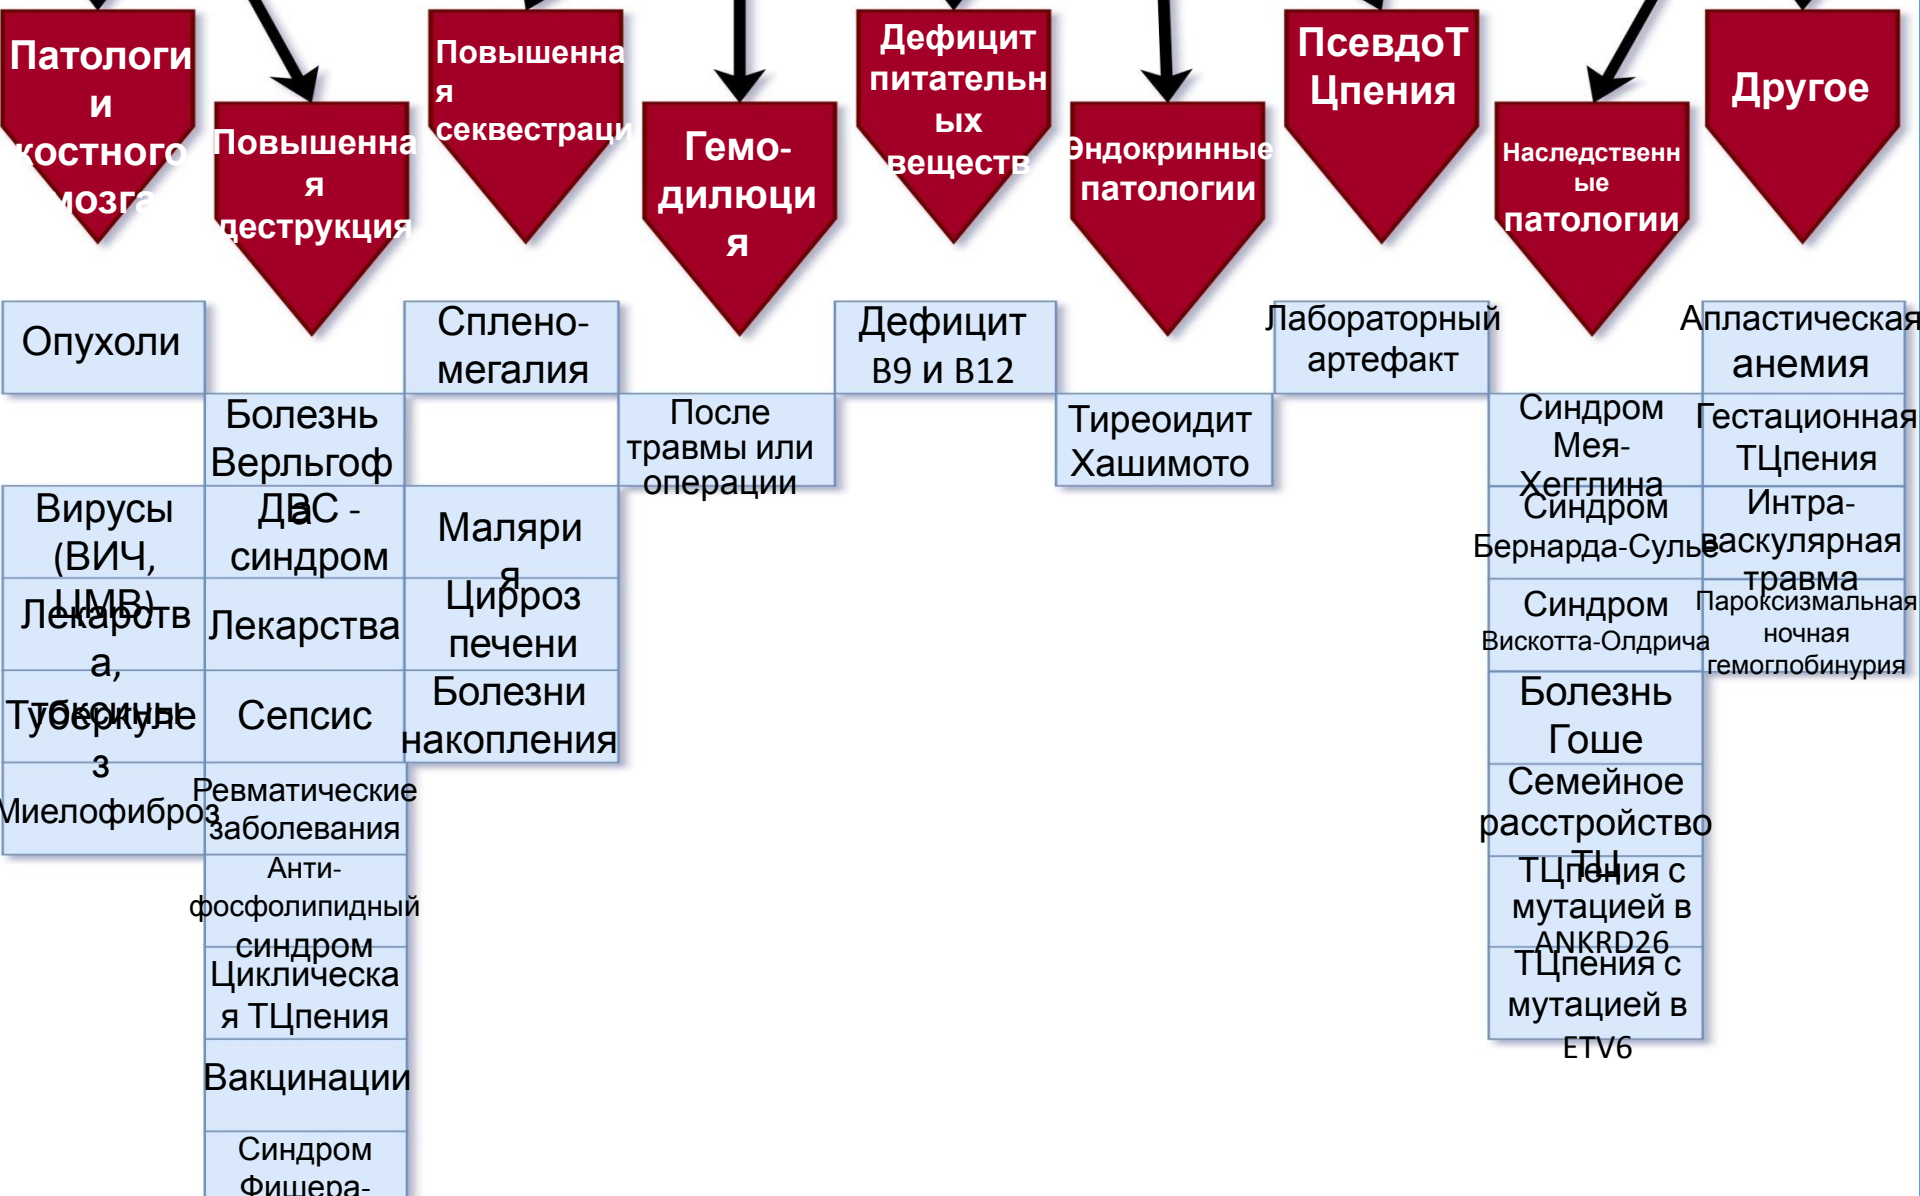 Патологи
и
костного
мозга
Повышенна
я
деструкция
Повышенна
я
секвестраци
Гемо-
дилюци
я
Дефицит
питательн
ых
веществ
Эндокринные
патологии
ПсевдоТ
Цпения
Наследственн
ые
патологии
Другое
Опухоли
Вирусы
(ВИЧ,
ЦМВ)
Лекарств
а,
токсины
Туберкуле
з
Миелофиброз
Болезнь
Верльгоф
а
ДВС -
синдром
Лекарства
Сепсис
Ревматические
заболевания
Анти-
фосфолипидный
синдром
Циклическа
я ТЦпения
Вакцинации
Синдром
Фишера-
Сплено-
мегалия
Маляри
я
Цирроз
печени
Болезни
накопления
После
травмы или
операции
Дефицит
В9 и В12
Тиреоидит
Хашимото
Лабораторный
артефакт
Синдром
Мея-
Хегглина
Синдром
Бернарда-Сулье
Синдром
Вискотта-Олдрича
Болезнь
Гоше
Семейное
расстройство
ТЦ
ТЦпения с
мутацией в
ANKRD26
ТЦпения с
мутацией в
ETV6
Апластическая
анемия
Гестационная
ТЦпения
Интра-
васкулярная
травма
Пароксизмальная
ночная
гемоглобинурия